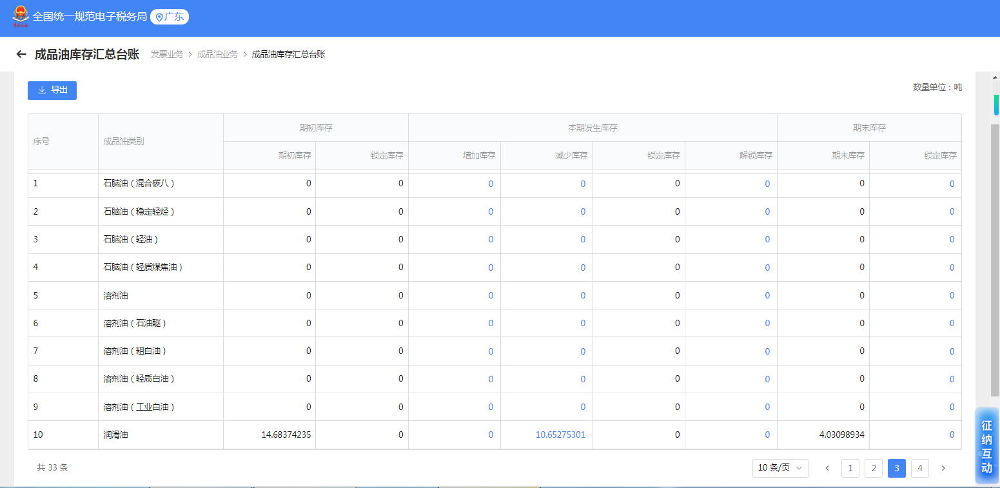 全国统一规范电子税务局 广东
成品油库存汇总台账 发票业务 > 成品油业务 > 成品油库存汇总台账
导出 数量单位：吨
序号 成品油类别 期初库存 本期发生库存 期末库存
期初库存 锁定库存 增加库存 减少库存 锁定库存 解锁库存 期末库存 锁定库存
1 石脑油（混合碳八） 0 0 0 0 0 0 0 0
2 石脑油（稳定轻烃） 0 0 0 0 0 0 0 0
3 石脑油（轻油） 0 0 0 0 0 0 0 0
4 石脑油（轻质煤焦油） 0 0 0 0 0 0 0 0
5 溶剂油 0 0 0 0 0 0 0 0
6 溶剂油（石油醚） 0 0 0 0 0 0 0 0
7 溶剂油（粗白油） 0 0 0 0 0 0 0 0
8 溶剂油（轻质白油） 0 0 0 0 0 0 0 0
9 溶剂油（工业白油） 0 0 0 0 0 0 0 0
10 润滑油 14.68374235 0 0 10.65275301 0 0 4.03098934 0
征纳互动
共 33 条 10 条/页 < 1 2 3 4 >